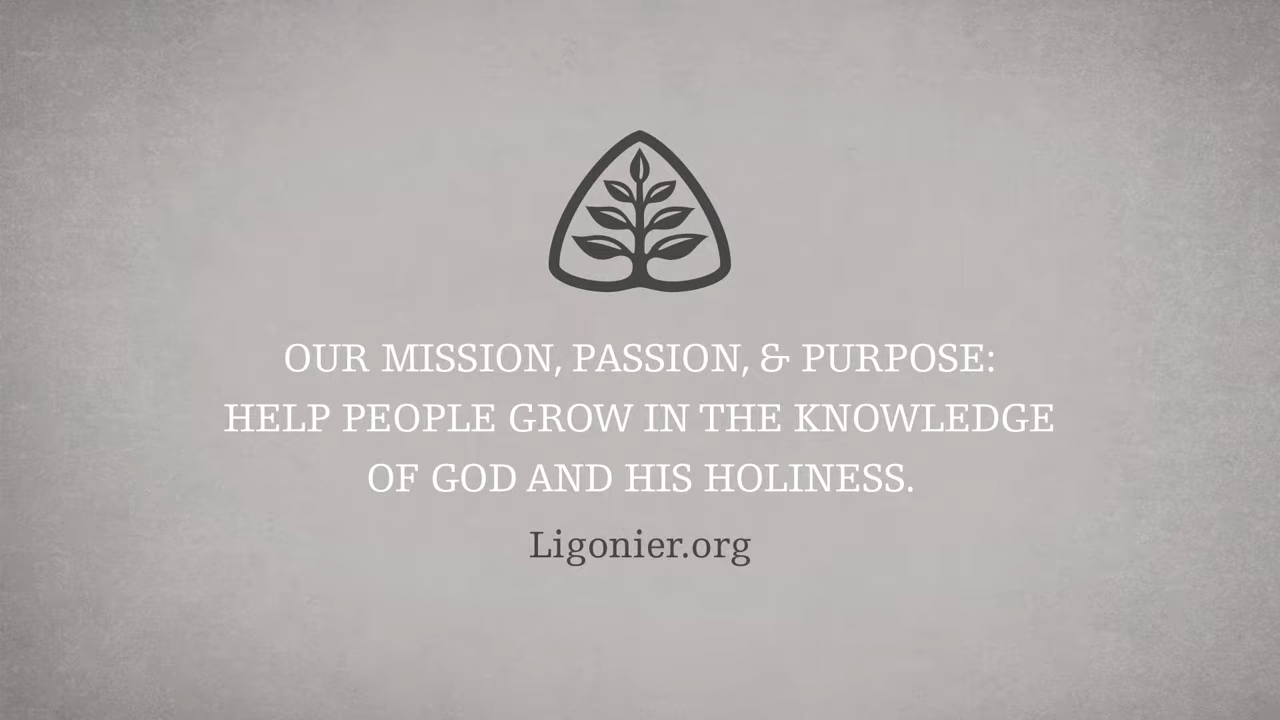 OUR MISSION, PASSION, & PURPOSE:
HELP PEOPLE GROW IN THE KNOWLEDGE
OF GOD AND HIS HOLINESS.
Ligonier.org